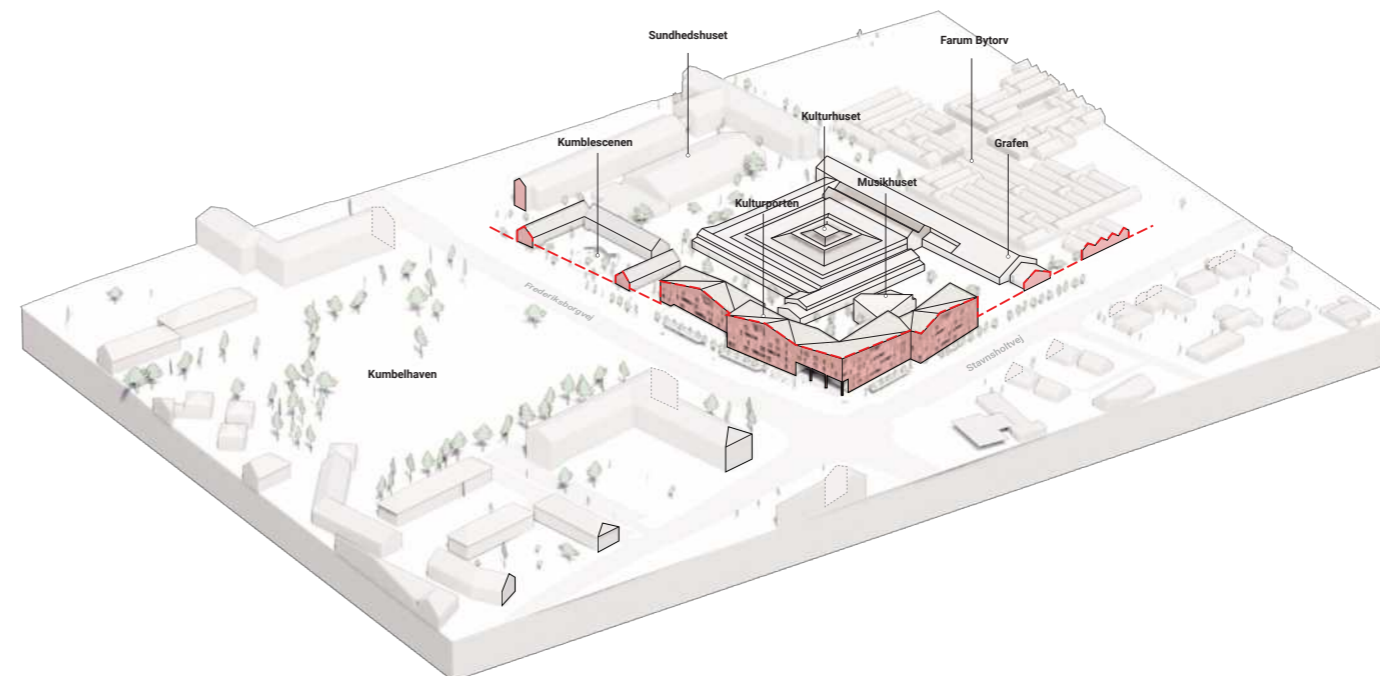 Sundhedshuset
Farum Bytorv
Kulturhuset
Kumblescenen
Grafen
Musikhuset
Kulturporten
Frederiksborgvej
Stavnsholtvej
Kumbelhaven